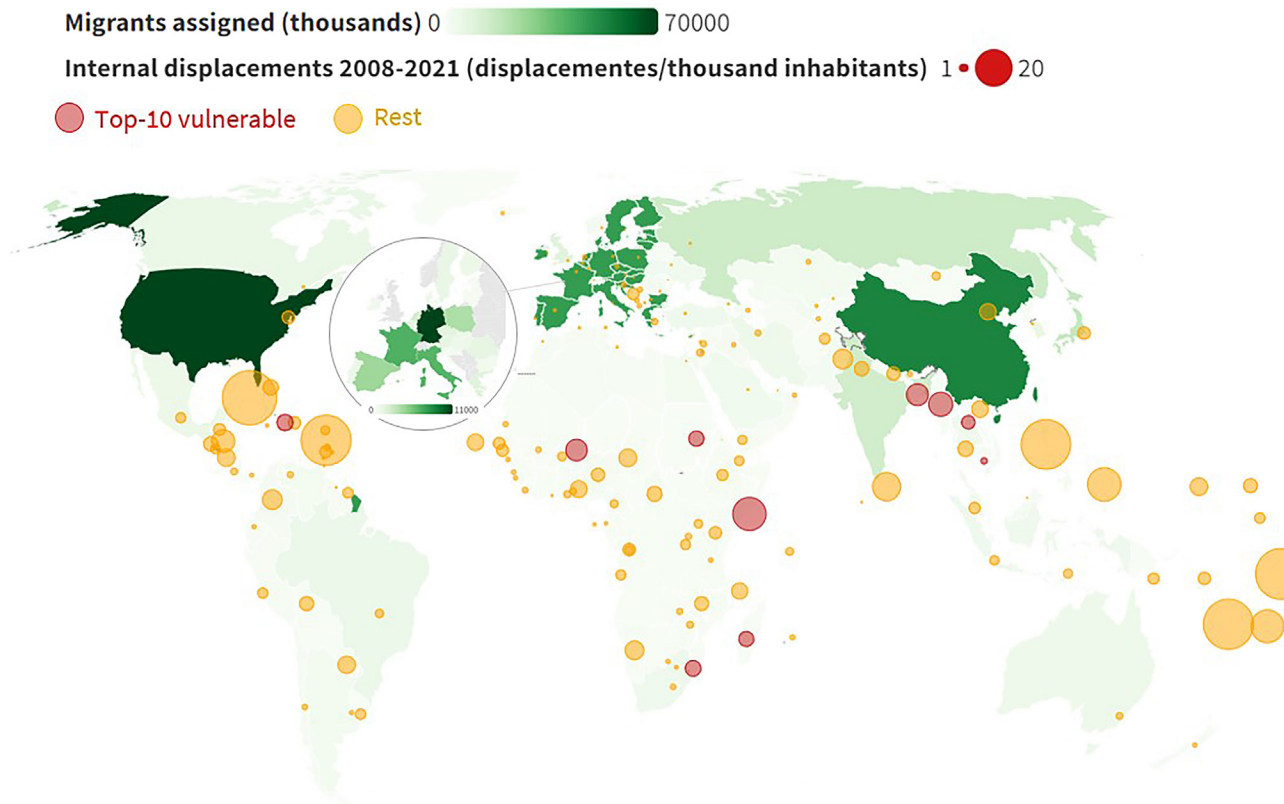 Migrants assigned (thousands) 0 70000
Internal displacements 2008-2021 (displacementes/thousand inhabitants) 1 20
Top-10 vulnerable Rest
0 11000